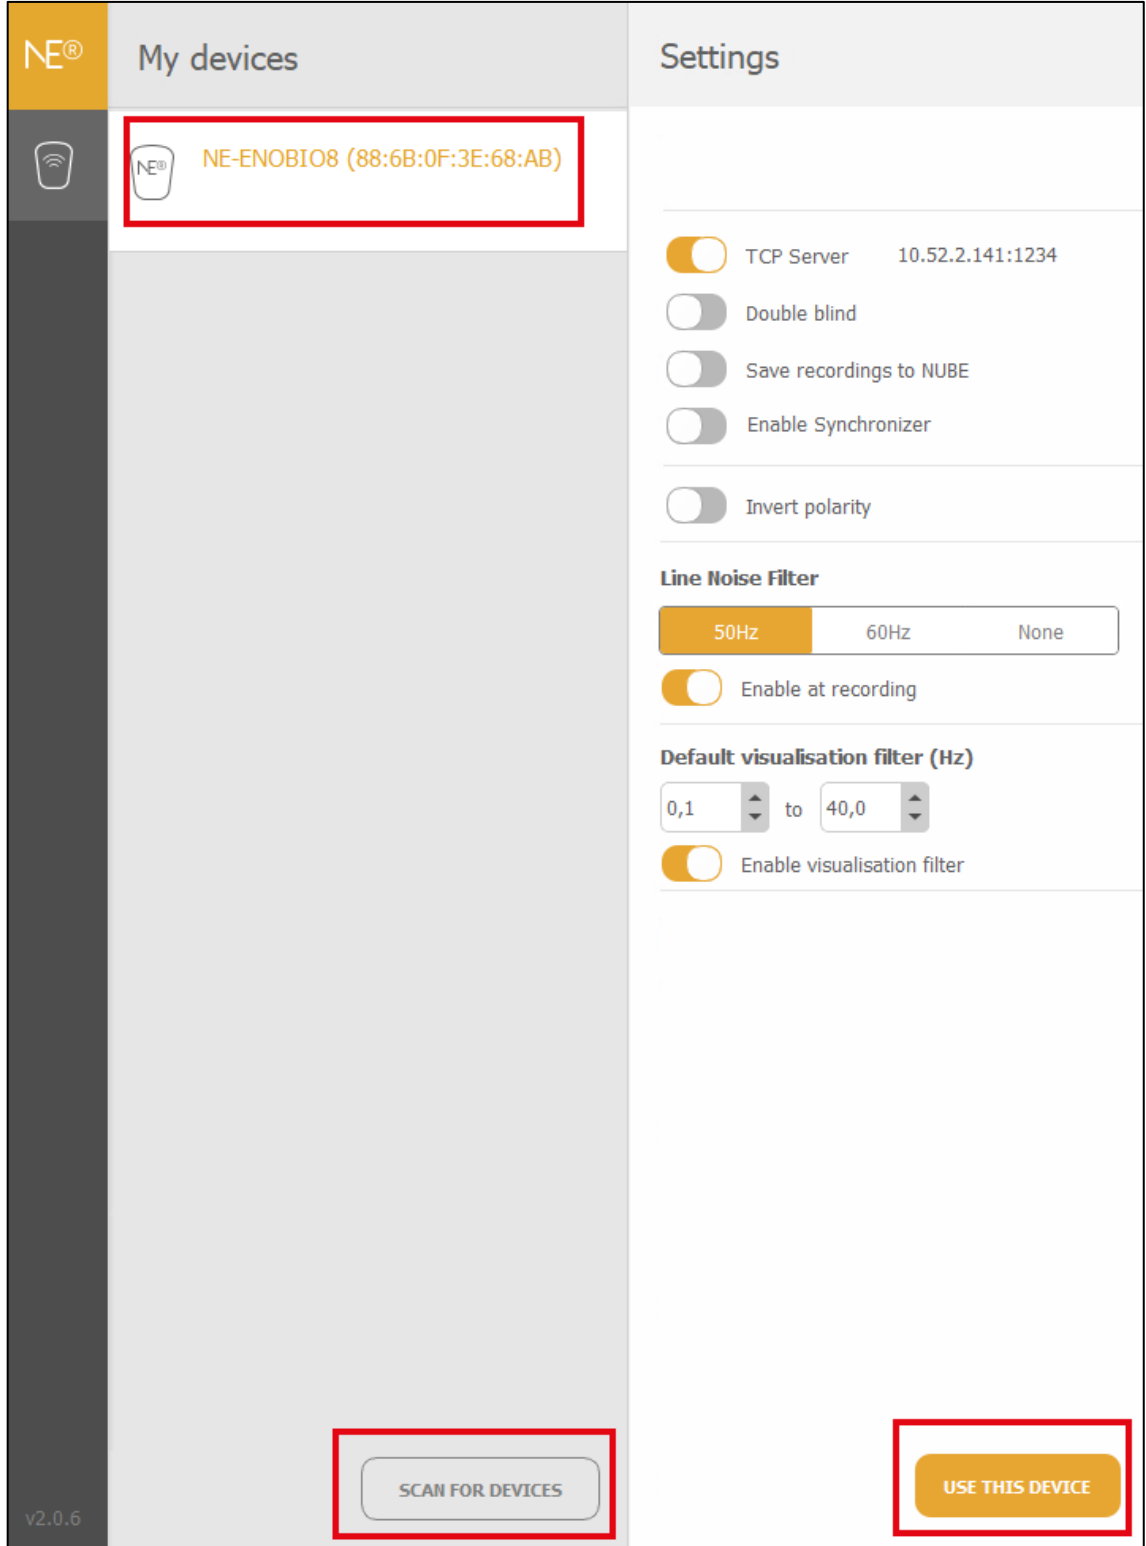 NE®
My devices
Settings
NE®
NE-ENOBIO8 (88:6B:0F:3E:68:AB)
TCP Server 10.52.2.141:1234
Double blind
Save recordings to NUBE
Enable Synchronizer
Invert polarity
Line Noise Filter
50Hz 60Hz None
Enable at recording
Default visualisation filter (Hz)
0,1 to 40,0
Enable visualisation filter
SCAN FOR DEVICES
USE THIS DEVICE
v2.0.6